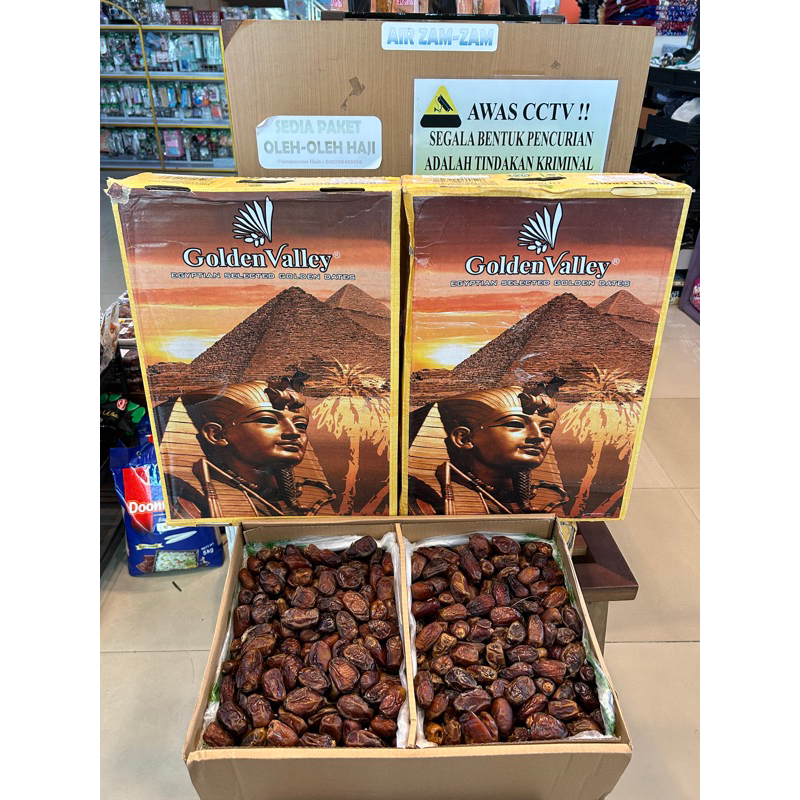 AIR ZAM-ZAM
AWAS CCTV !!
SEGALA BENTUK PENCURIAN
ADALAH TINDAKAN KRIMINAL
SEDIA PAKET
OLEH-OLEH HAJI
GoldenValley®
EGYPTIAN SELECTED GOLDEN DATES
GoldenValley®
EGYPTIAN SELECTED GOLDEN DATES
Doon
5kg